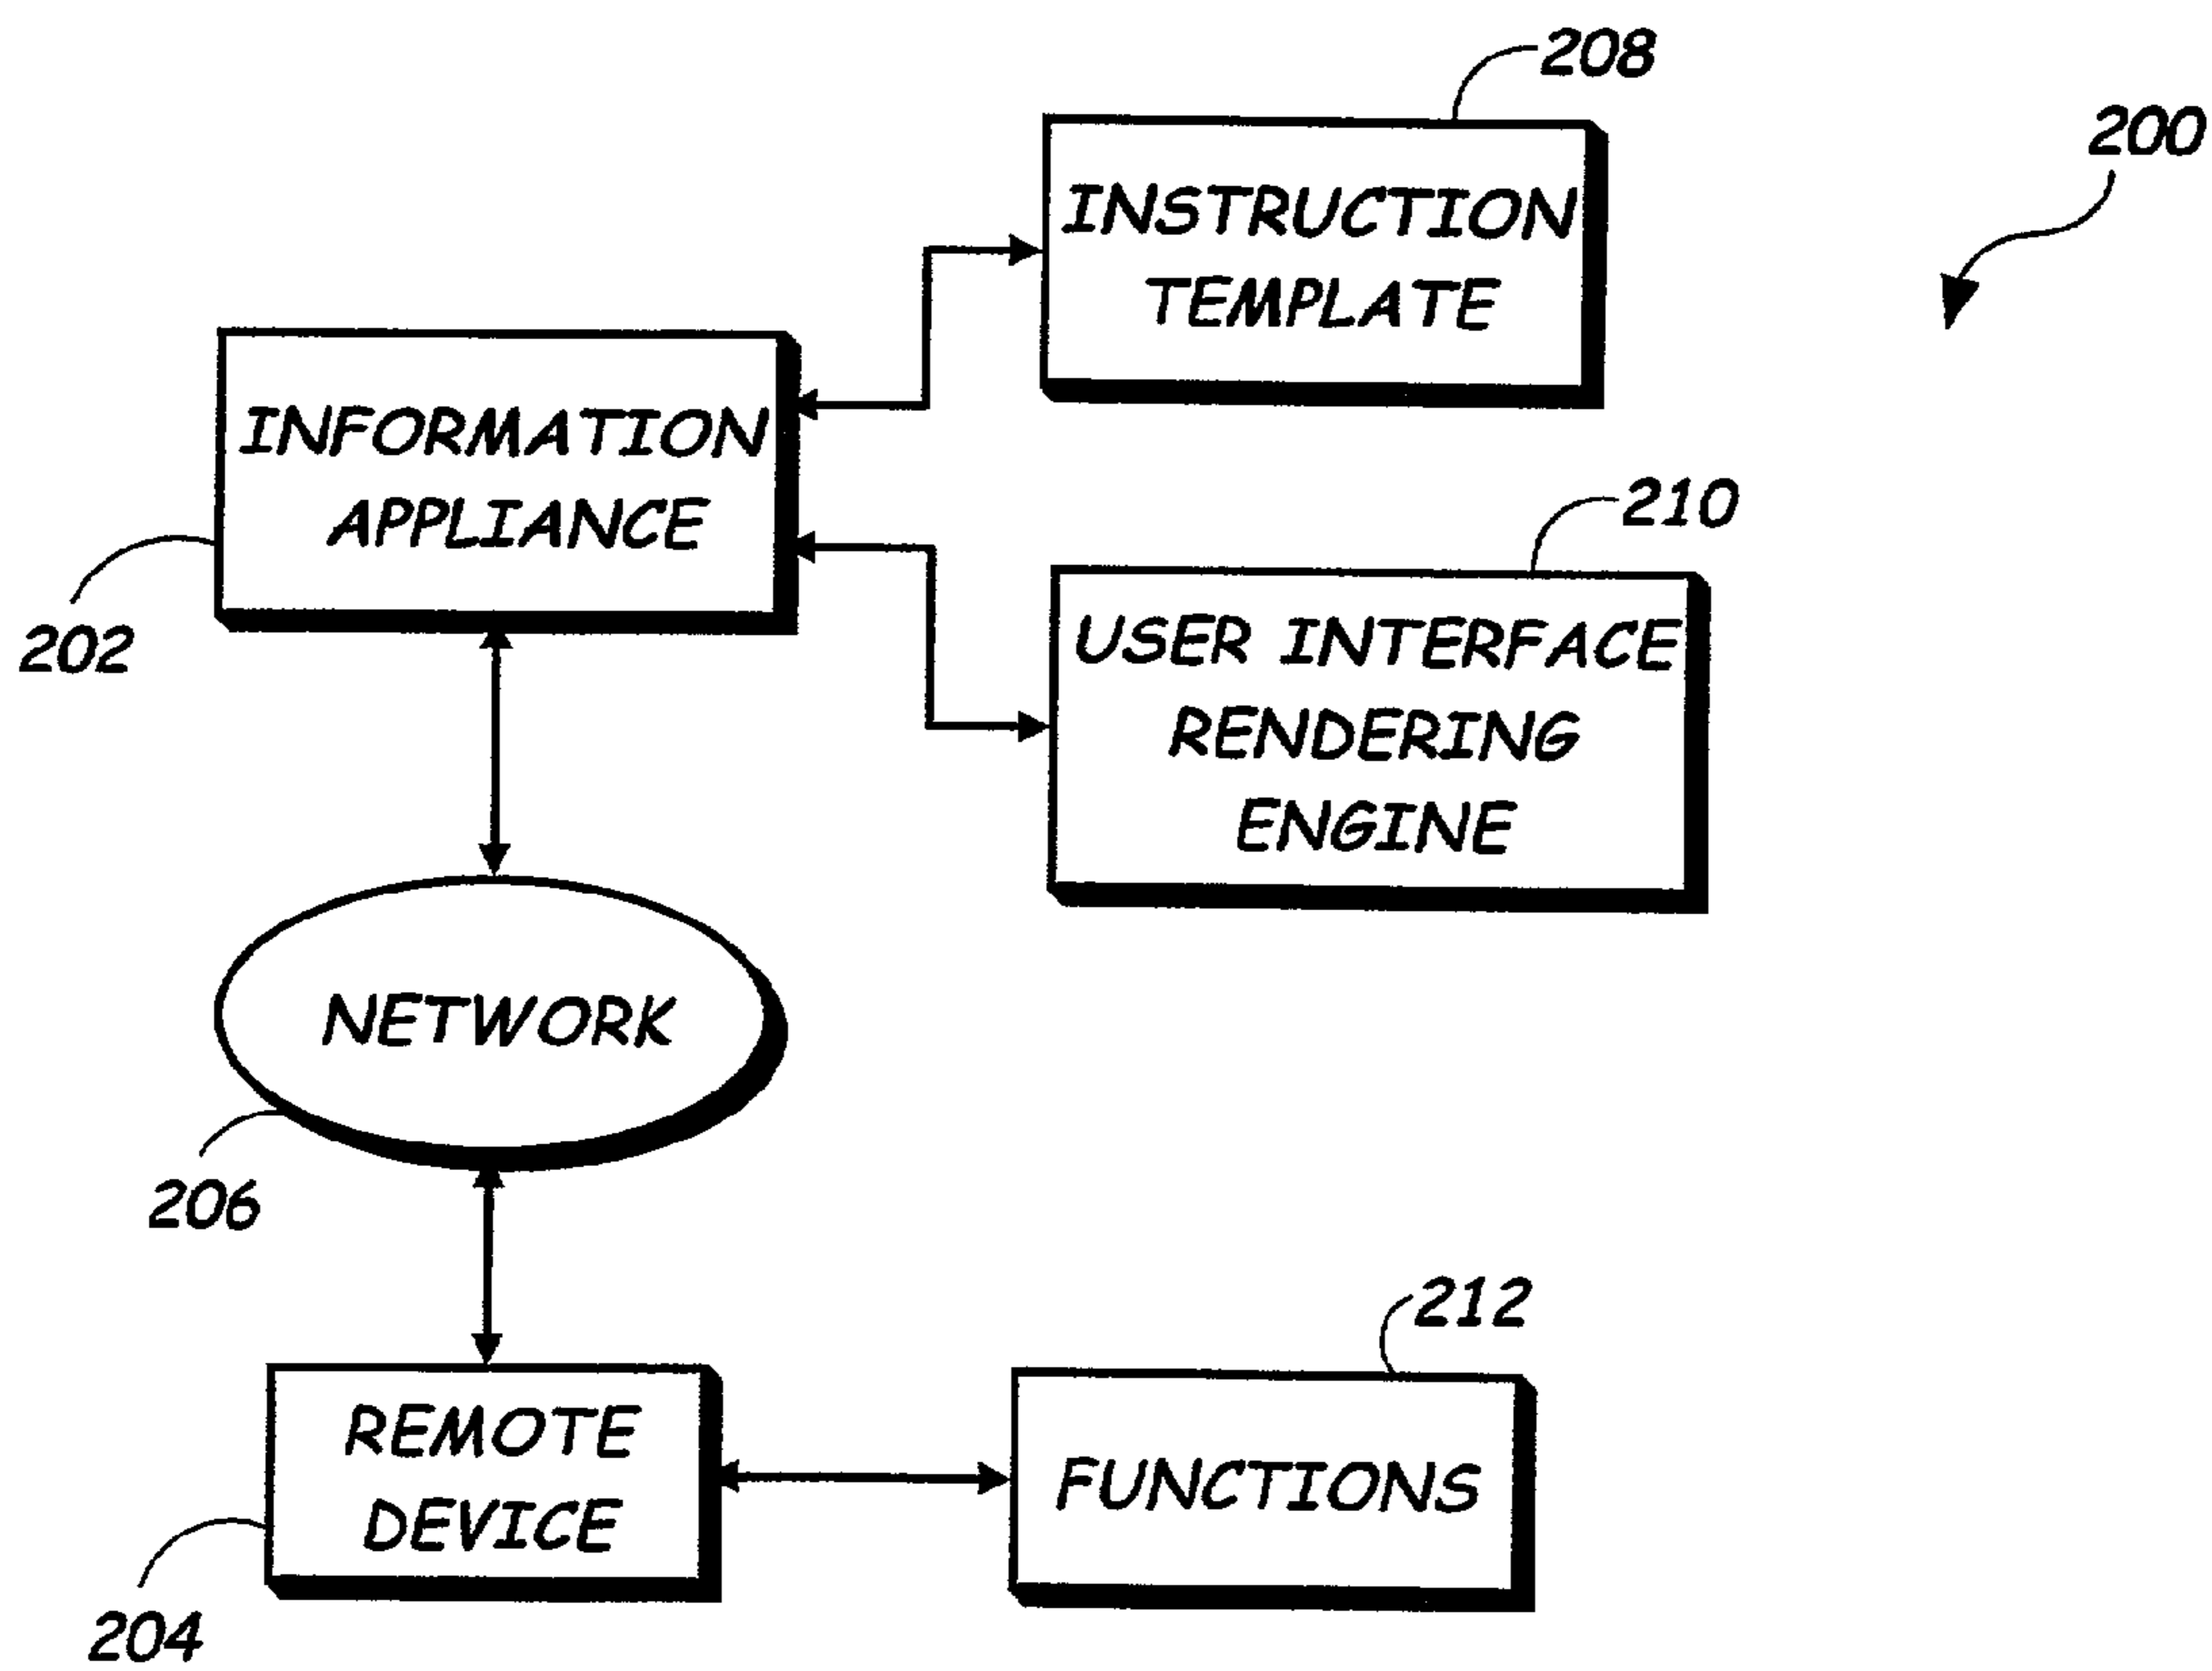 208
200
INSTRUCTION
TEMPLATE
INFORMATION
APPLIANCE
202
210
USER INTERFACE
RENDERING
ENGINE
NETWORK
206
212
REMOTE
DEVICE
204
FUNCTIONS